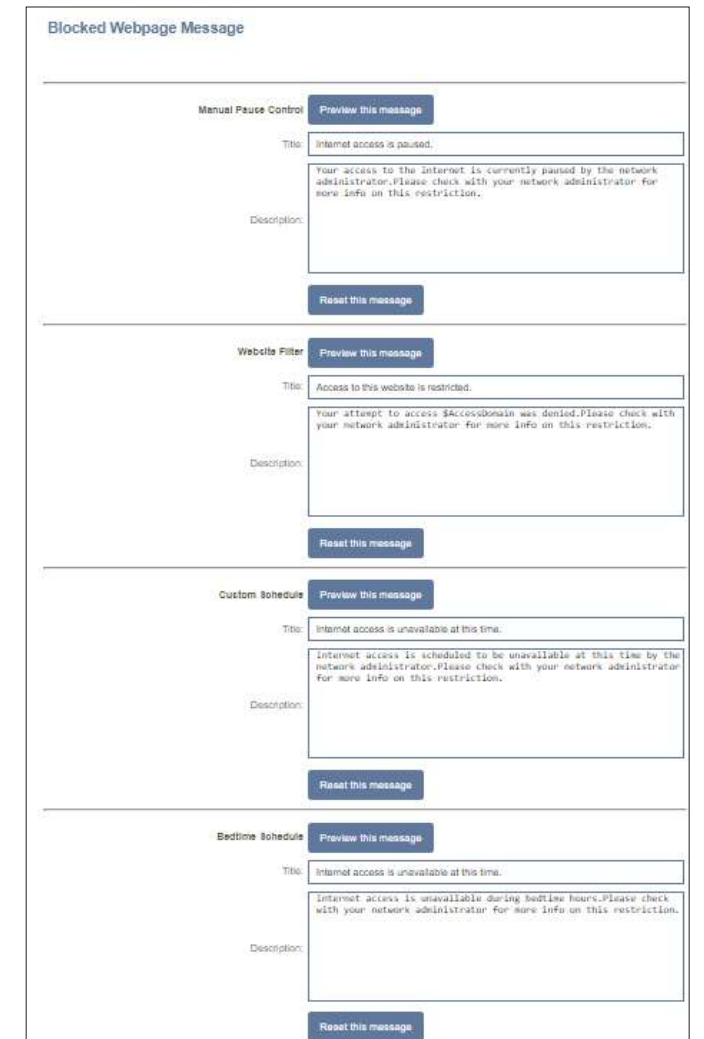 Blocked Webpage Message
Manual Pause Control Preview this message
Title: Internet access is paused.
Your access to the internet is currently paused by the network
administrator.Please check with your network administrator for
more info on this restriction.
Description:
Reset this message
Website Filter Preview this message
Title: Access to this website is restricted.
Your attempt to access $AccessDomain was denied.Please check with
your network administrator for more info on this restriction.
Description:
Reset this message
Custom Schedule Preview this message
Title: Internet access is unavailable at this time.
Internet access is scheduled to be unavailable at this time by the
network administrator.Please check with your network administrator
for more info on this restriction.
Description:
Reset this message
Bedtime Schedule Preview this message
Title: Internet access is unavailable at this time.
Internet access is unavailable during bedtime hours.Please check
with your network administrator for more info on this restriction.
Description:
Reset this message